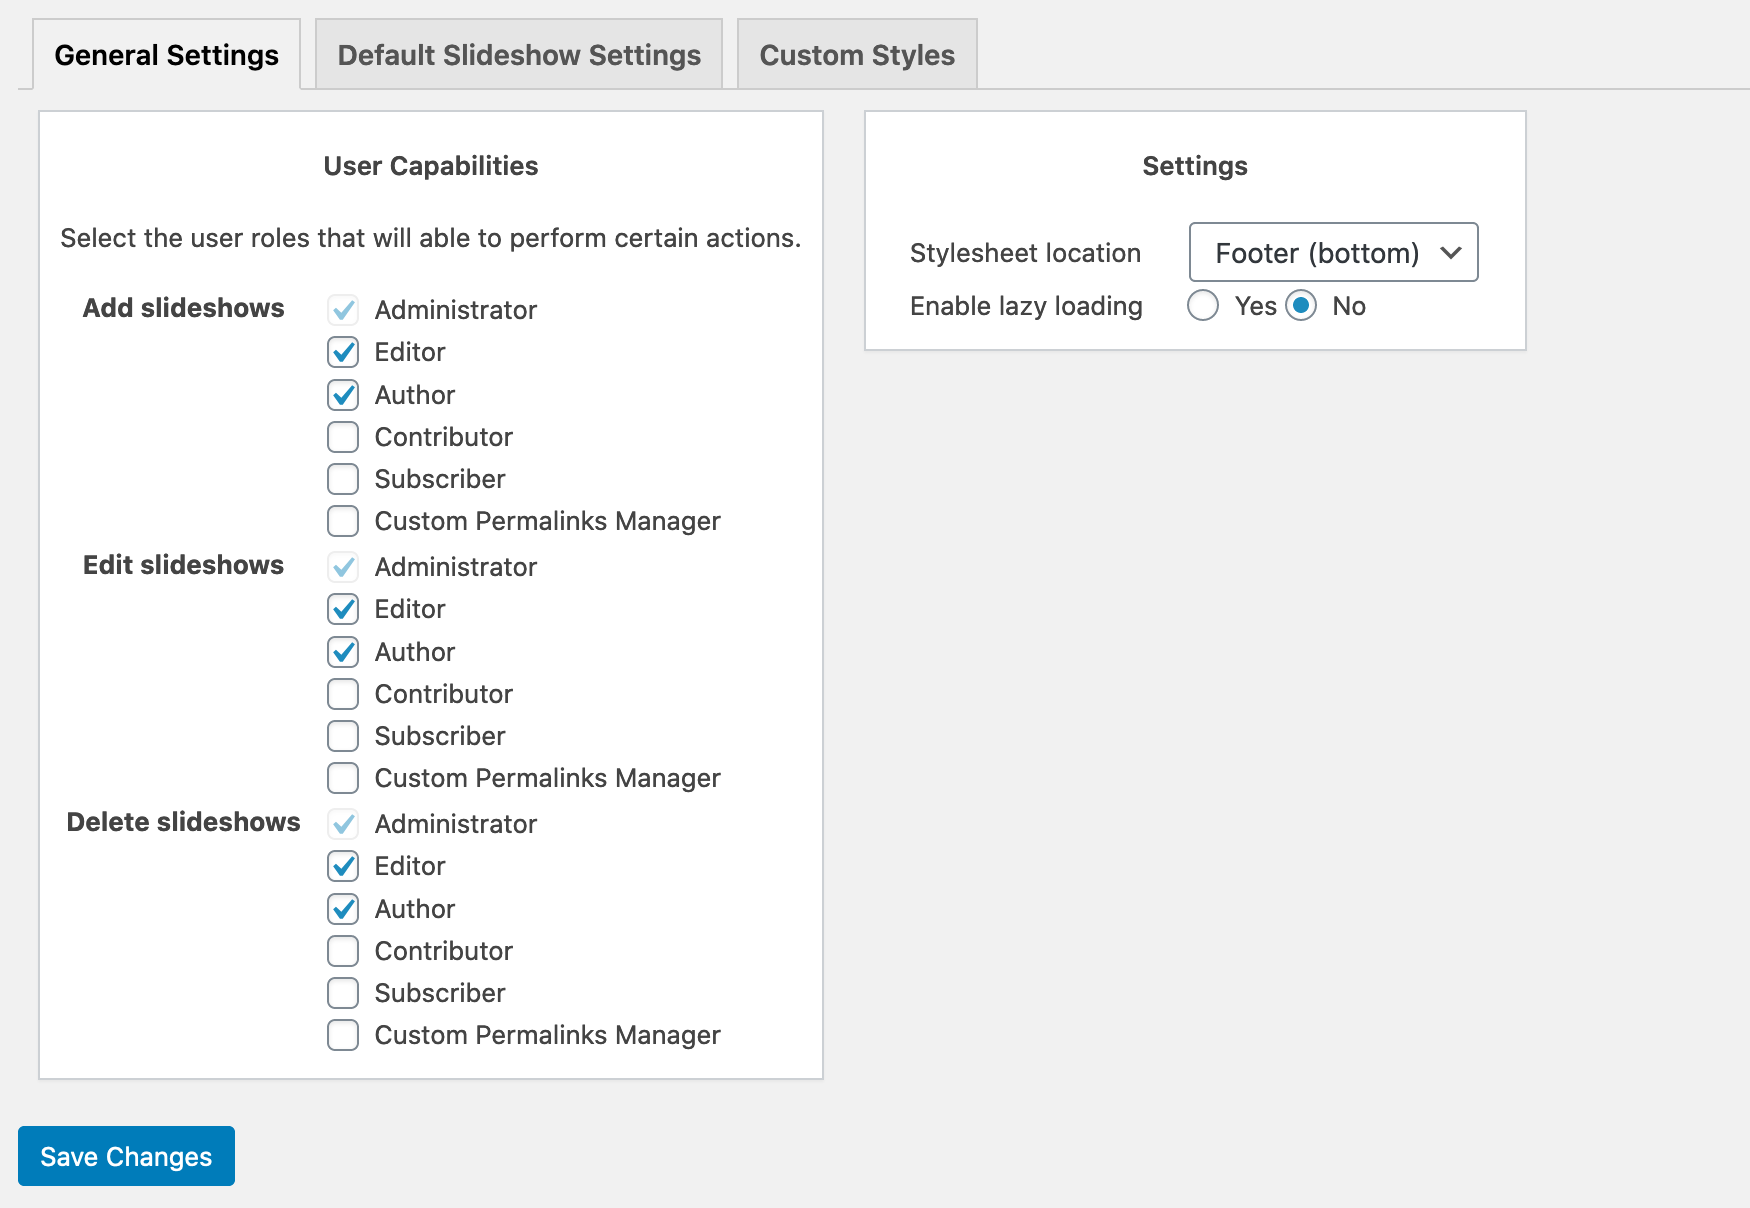 General Settings
Default Slideshow Settings
Custom Styles
User Capabilities
Select the user roles that will able to perform certain actions.
Add slideshows
Administrator
Editor
Author
Contributor
Subscriber
Custom Permalinks Manager
Edit slideshows
Administrator
Editor
Author
Contributor
Subscriber
Custom Permalinks Manager
Delete slideshows
Administrator
Editor
Author
Contributor
Subscriber
Custom Permalinks Manager
Settings
Stylesheet location Footer (bottom)
Enable lazy loading Yes No
Save Changes